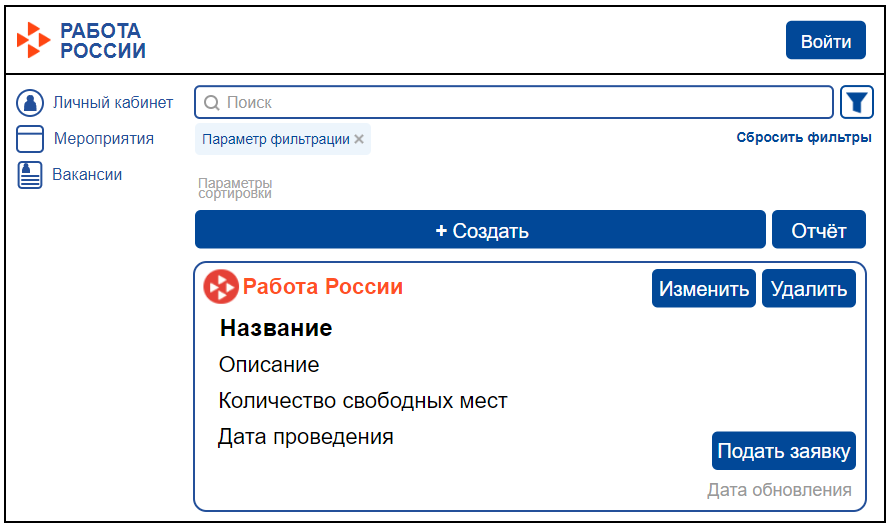 РАБОТА
РОССИИ
Войти
Личный кабинет
Поиск
Мероприятия
Параметр фильтрации ×
Сбросить фильтры
Вакансии
Параметры
сортировки
+ Создать
Отчёт
Работа России
Изменить
Удалить
Название
Описание
Количество свободных мест
Дата проведения
Подать заявку
Дата обновления